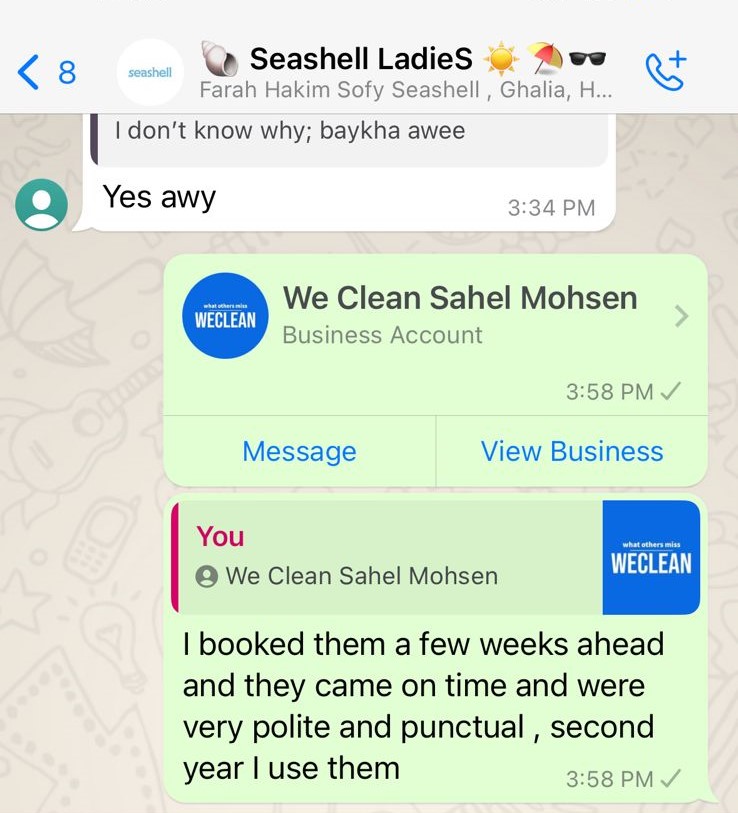 8
seashell
🐚 Seashell LadieS ☀️ 🏖️ 🕶️
Farah Hakim Sofy Seashell , Ghalia, H...
I don't know why; baykha awee
Yes awy
3:34 PM
what others miss
WECLEAN
We Clean Sahel Mohsen
Business Account
3:58 PM
Message
View Business
You
We Clean Sahel Mohsen
what others miss
WECLEAN
I booked them a few weeks ahead
and they came on time and were
very polite and punctual , second
year I use them
3:58 PM